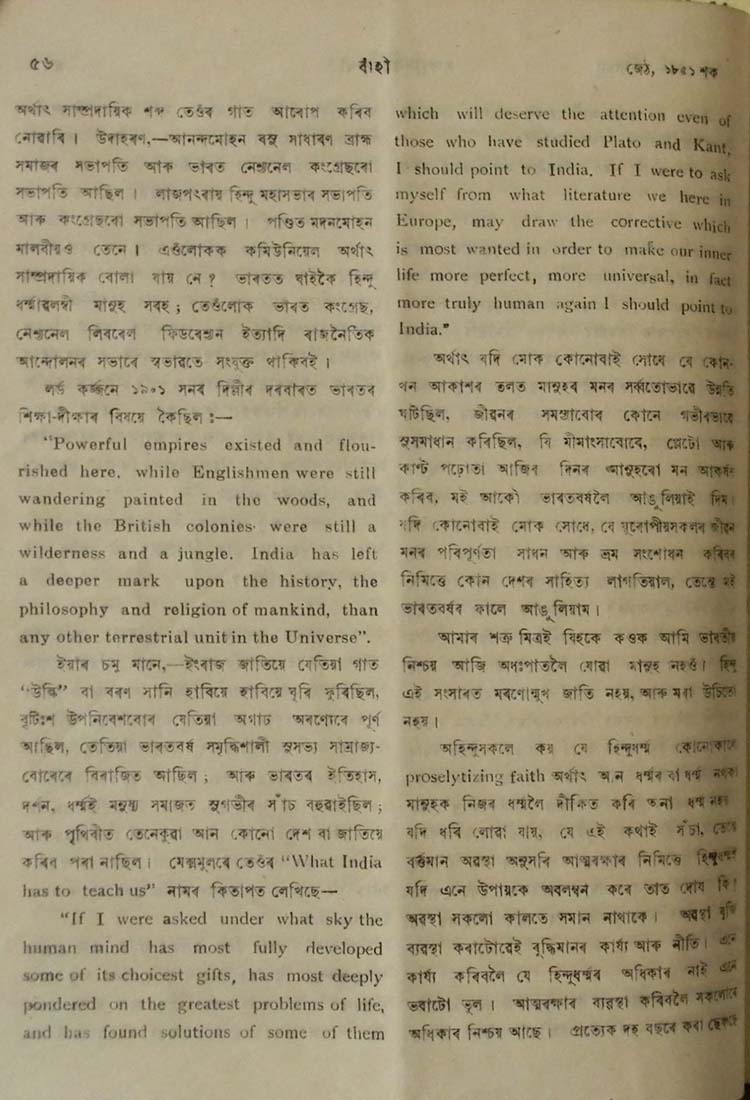 ৫৬
বাঁহী
জেঠ, ১৮৫১ শক
অৰ্থাৎ সাম্প্ৰদায়িক শব্দ তেওঁৰ গাত আৰোপ কৰিব
নোৱাৰি। উদাহৰণ,—আনন্দমোহন বসু সাধাৰণ ব্ৰাহ্ম
সমাজৰ সভাপতি আৰু ভাৰত নেশ্যনেল কংগ্ৰেছৰো
সভাপতি আছিল। লাজপৎৰায় হিন্দু মহাসভাৰ সভাপতি
আৰু কংগ্ৰেছৰো সভাপতি আছিল। পণ্ডিত মদনমোহন
মালবীয়ও তেনে। এওঁলোকক কমিউনিয়েল অৰ্থাৎ
সাম্প্ৰদায়িক বোলা যায় নে? ভাৰতত ঘাইকৈ হিন্দু
ধৰ্ম্মাৱলম্বী মানুহ সৰহ; তেওঁলোক ভাৰত কংগ্ৰেছ,
নেশ্যনেল লিবৰেল ফিডৰেশ্যন ইত্যাদি ৰাজনৈতিক
আন্দোলনৰ সভাৰে স্বভাৱতে সংযুক্ত থাকিবই।
লৰ্ড কৰ্জ্জনে ১৯০১ সনৰ দিল্লীৰ দৰবাৰত ভাৰতৰ
শিক্ষা-দীক্ষাৰ বিষয়ে কৈছিল ঃ—
"Powerful empires existed and flou-
rished here, while Englishmen were still
wandering painted in the woods, and
while the British colonies were still a
wilderness and a jungle. India has left
a deeper mark upon the history, the
philosophy and religion of mankind, than
any other terrestrial unit in the Universe".
ইয়াৰ চমু মানে,—ইংৰাজ জাতিয়ে যেতিয়া গাত
"উল্কি" বা বৰণ সানি হাবিয়ে হাবিয়ে ঘূৰি ফুৰিছিল,
বৃটিশ উপনিবেশবোৰ যেতিয়া অগাঢ় অৰণ্যেৰে পূৰ্ণ
আছিল, তেতিয়া ভাৰতবৰ্ষ সমৃদ্ধিশালী সুসভ্য সাম্ৰাজ্য-
বোৰেৰে বিৰাজিত আছিল; আৰু ভাৰতৰ ইতিহাস,
দৰ্শন, ধৰ্ম্মই মনুষ্য সমাজত সুগভীৰ সাঁচ বহুৱাইছিল;
আৰু পৃথিবীত তেনেকুৱা আন কোনো দেশ বা জাতিয়ে
কৰিব পৰা নাছিল। মেক্সমুলৰে তেওঁৰ "What India
has to teach us" নামৰ কিতাপত লেখিছে—
"If I were asked under what sky the
human mind has most fully developed
some of its choicest gifts, has most deeply
pondered on the greatest problems of life,
and has found solutions of some of them
which will deserve the attention even of
those who have studied Plato and Kant,
I should point to India. If I were to ask
myself from what literature we here in
Europe, may draw the corrective which
is most wanted in order to make our inner
life more perfect, more universal, in fact
more truly human again I should point to
India."
অৰ্থাৎ যদি মোক কোনোবাই সোধে যে কোন-
খন আকাশৰ তলত মানুহৰ মনৰ সৰ্ব্বতোভাৱে উন্নতি
ঘটিছিল, জীৱনৰ সমস্যাবোৰ কোনে গভীৰভাৱে
সুসমাধান কৰিছিল, যি মীমাংসাবোৰে, প্লেটো আৰু
কাণ্ট পঢ়োতা আজিৰ দিনৰ মানুহৰো মন আকৰ্ষণ
কৰিব, মই আকৌ ভাৰতবৰ্ষলৈ আঙুলিয়াই দিম।
যদি কোনোবাই মোক সোধে, যে য়ুৰোপীয়সকলৰ জীৱন
মনৰ পৰিপূৰ্ণতা সাধন আৰু ভ্ৰম সংশোধন কৰিবৰ
নিমিত্তে কোন দেশৰ সাহিত্য লাগতিয়াল, তেন্তে মই
ভাৰতবৰ্ষৰ ফালে আঙুলিয়াম।
আমাৰ শত্ৰু মিত্ৰই যিহকে কওক আমি ভাৰতীয়
নিশ্চয় আজি অধঃপাতলৈ যোৱা মানুহ নহওঁ। হিন্দু
এই সংসাৰত মৰণোন্মুখ জাতি নহয়, আৰু মৰা উচিতো
নহয়।
অহিন্দুসকলে কয় যে হিন্দুধৰ্ম্ম কোনোকালে
proselytizing faith অৰ্থাৎ আন ধৰ্ম্মৰ বা ধৰ্ম্ম নথকা
মানুহক নিজৰ ধৰ্ম্মলৈ দীক্ষিত কৰি অনা ধৰ্ম্ম নহয়
যদি ধৰি লোৱা যায়, যে এই কথাই সঁচা, তেন্তে
বৰ্ত্তমান অৱস্থা অনুসৰি আত্মৰক্ষাৰ নিমিত্তে হিন্দুধৰ্ম্মে
যদি এনে উপায়কে অৱলম্বন কৰে তাত দোষ কি?
অৱস্থা সকলো কালতে সমান নাথাকে। অৱস্থা বুজি
ব্যৱস্থা কৰাটোৱেই বুদ্ধিমানৰ কাৰ্য্য আৰু নীতি। এনে
কাৰ্য্য কৰিবলৈ যে হিন্দুধৰ্ম্মৰ অধিকাৰ নাই এনে
ভবাটো ভূল। আত্মৰক্ষাৰ ব্যৱস্থা কৰিবলৈ সকলোৰে
অধিকাৰ নিশ্চয় আছে। প্ৰত্যেক দহ বছৰে কৰা